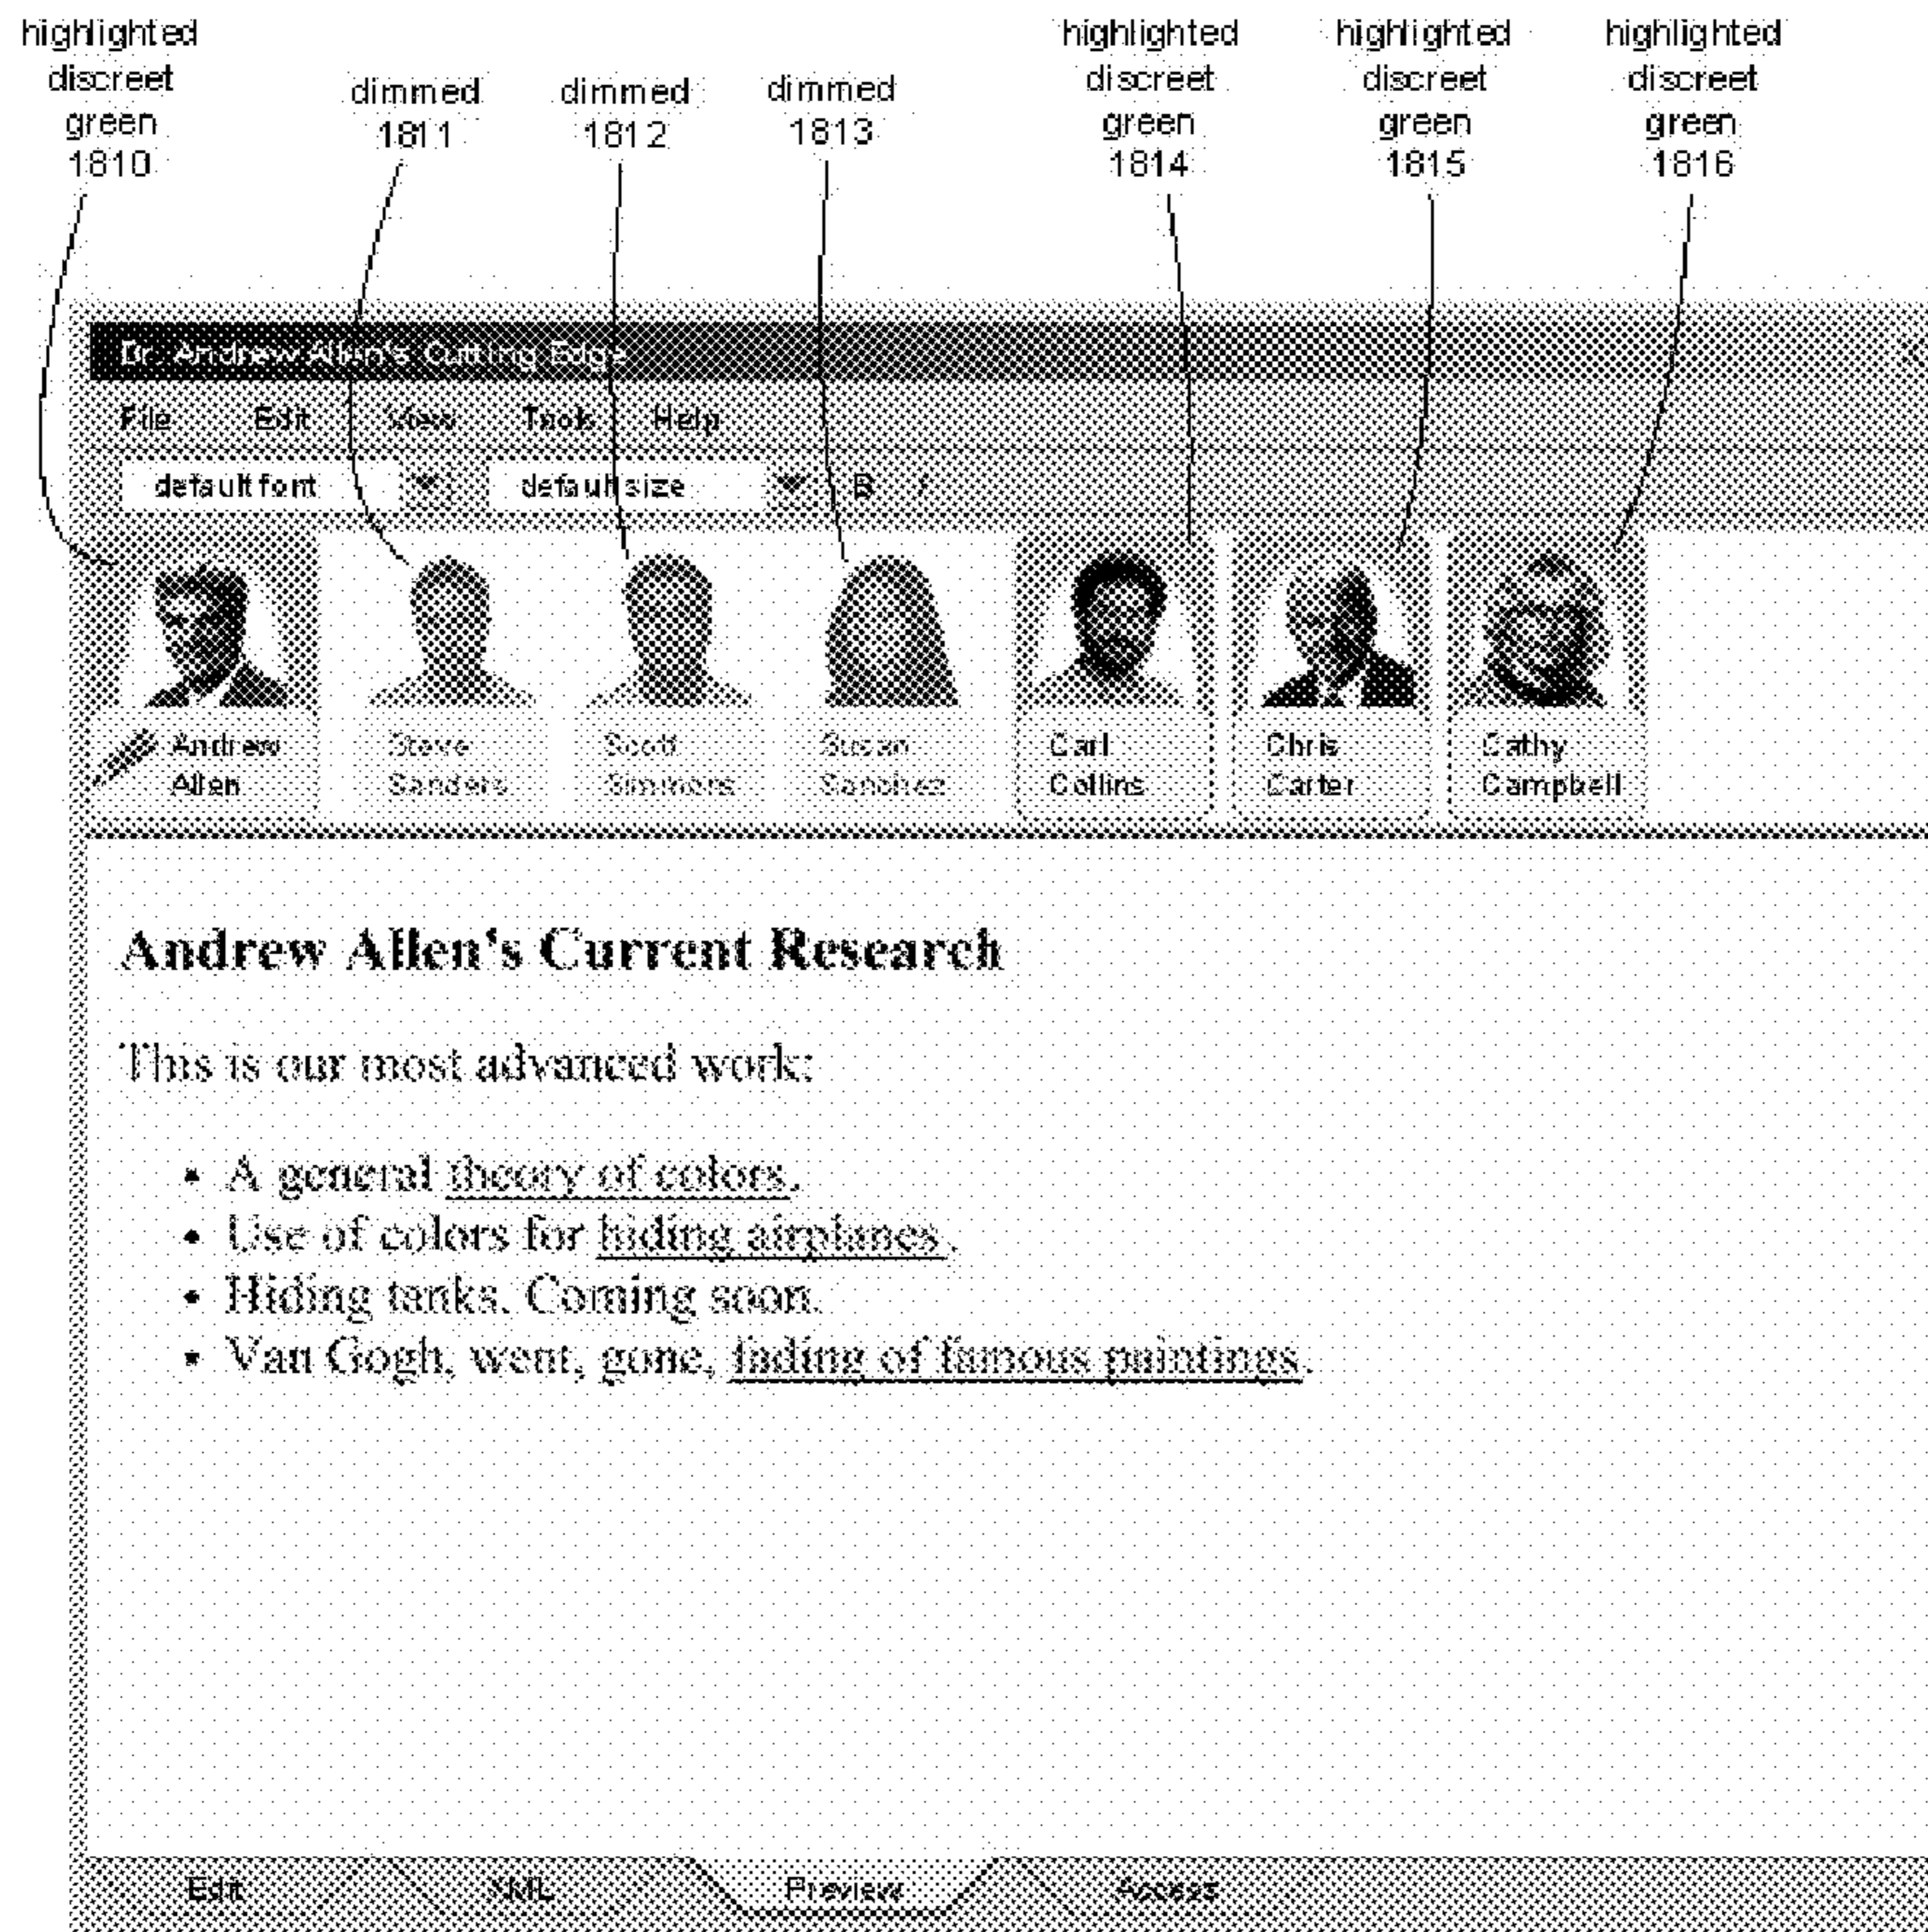 highlighted
discreet
green
1810
dimmed
1811
dimmed
1812
dimmed
1813
highlighted
discreet
green
1814
highlighted
discreet
green
1815
highlighted
discreet
green
1816
Dr. Andrew Allen's Cutting Edge
File Edit View Tools Help
default font default size B I
Andrew
Allen
Steve
Sanders
Scott
Simmons
Susan
Sanchez
Carl
Collins
Chris
Carter
Cathy
Campbell
Andrew Allen's Current Research
This is our most advanced work:
• A general theory of colors.
• Use of colors for hiding airplanes.
• Hiding tanks. Coming soon.
• Van Gogh, went, gone, fading of famous paintings.
Edit XML Preview Access